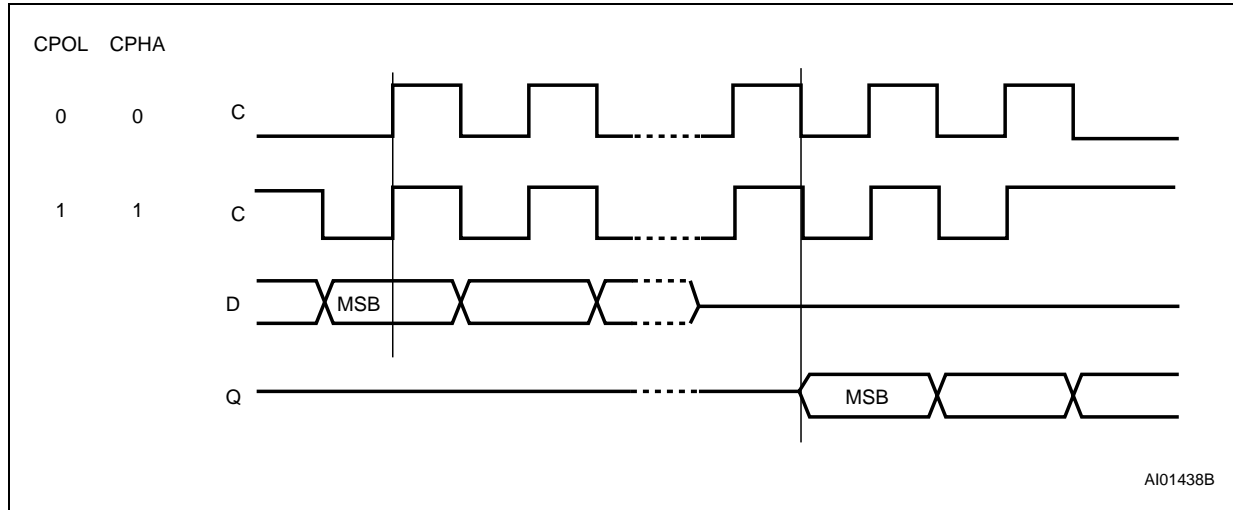 CPOL CPHA
0 0 C
1 1 C
D MSB
Q MSB
AI01438B